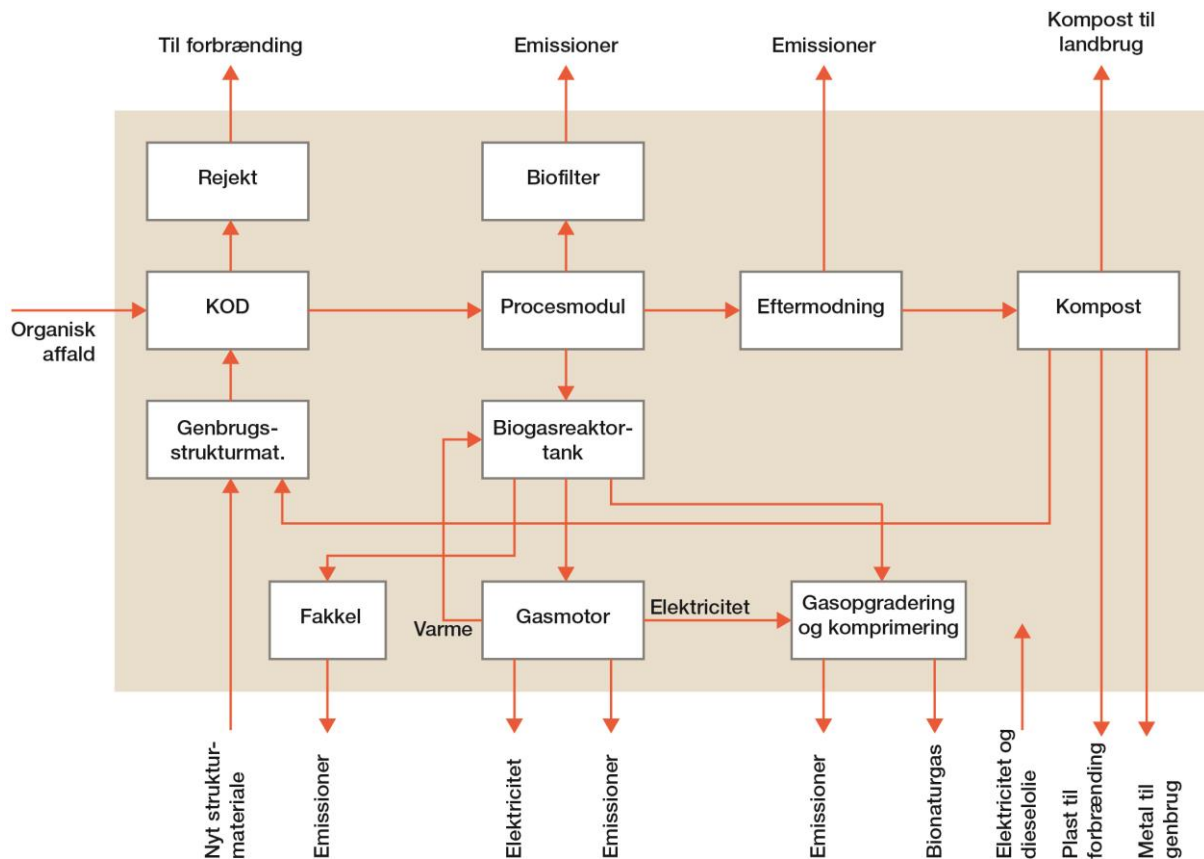 Til forbrænding
Emissioner
Emissioner
Kompost til
landbrug
Rejekt
Biofilter
KOD
Procesmodul
Eftermodning
Kompost
Organisk
affald
Genbrugs-
strukturmat.
Biogasreaktor-
tank
Fakkel
Varme
Gasmotor
Elektricitet
Gasopgradering
og komprimering
Nyt struktur-
materiale
Emissioner
Elektricitet
Emissioner
Emissioner
Bionaturgas
Elektricitet og
dieselolie
Plast til
forbrænding
Metal til
genbrug